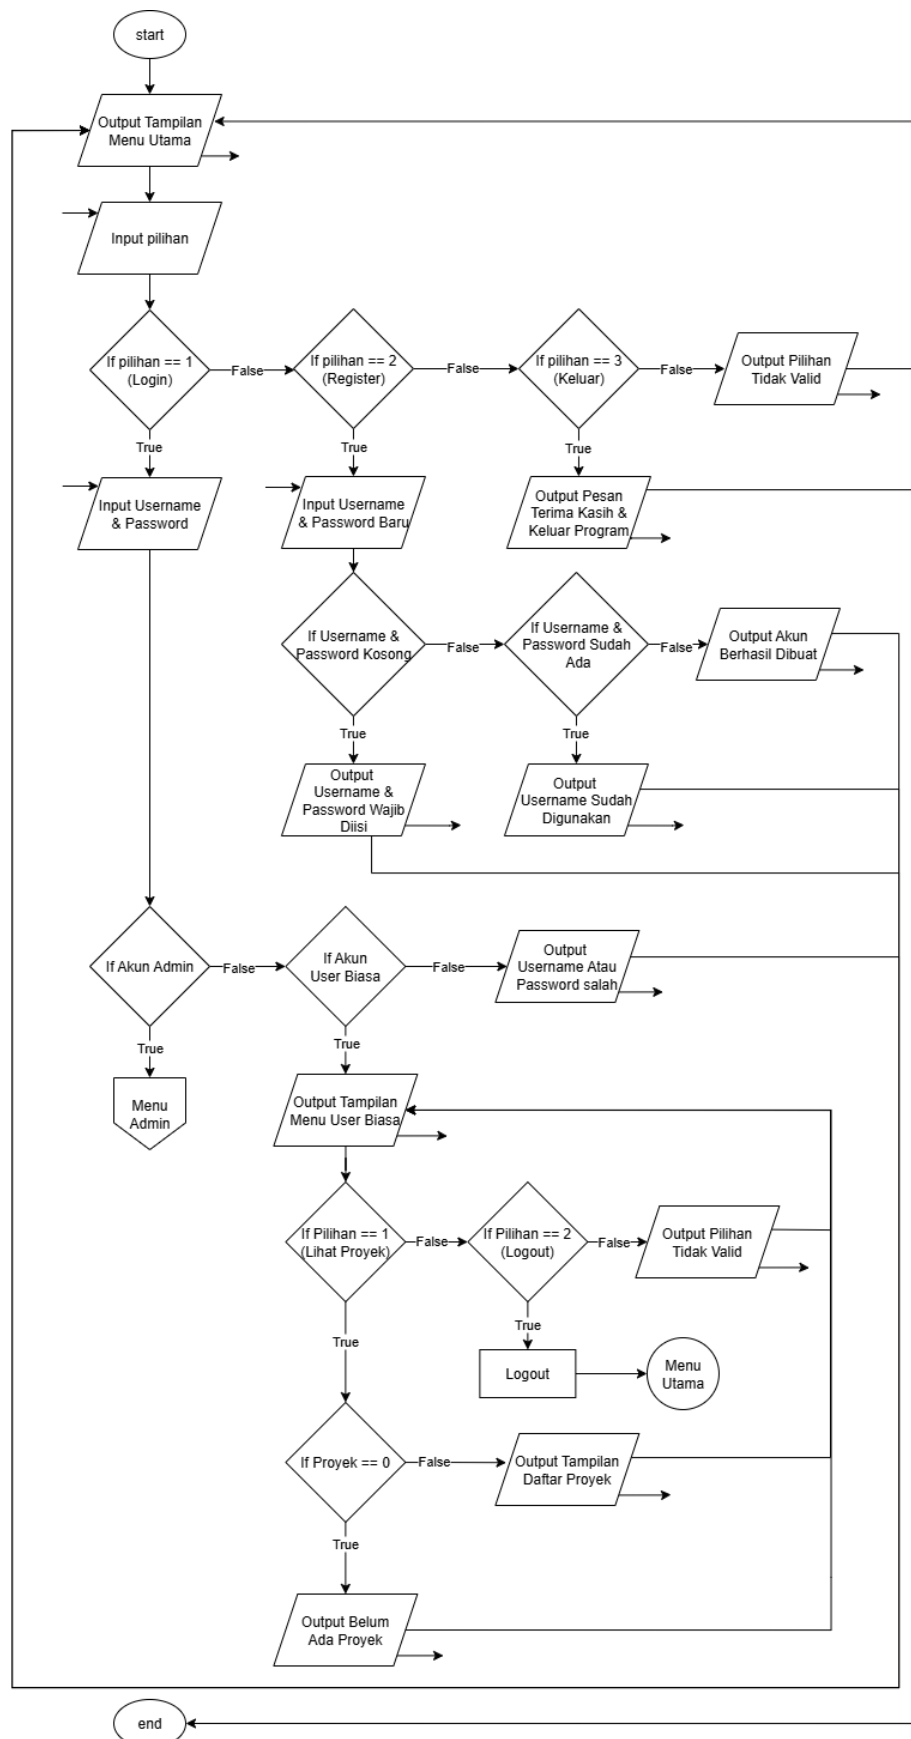 start
Output Tampilan
Menu Utama
Input pilihan
If pilihan == 1
(Login)
False
If pilihan == 2
(Register)
False
If pilihan == 3
(Keluar)
False
Output Pilihan
Tidak Valid
True
True
True
Input Username
& Password
Input Username
& Password Baru
Output Pesan
Terima Kasih &
Keluar Program
If Username &
Password Kosong
False
If Username &
Password Sudah
Ada
False
Output Akun
Berhasil Dibuat
True
True
Output
Username &
Password Wajib
Diisi
Output
Username Sudah
Digunakan
If Akun Admin
False
If Akun
User Biasa
False
Output
Username Atau
Password salah
True
True
Menu
Admin
Output Tampilan
Menu User Biasa
If Pilihan == 1
(Lihat Proyek)
False
If Pilihan == 2
(Logout)
False
Output Pilihan
Tidak Valid
True
True
Logout
Menu
Utama
If Proyek == 0
False
Output Tampilan
Daftar Proyek
True
Output Belum
Ada Proyek
end